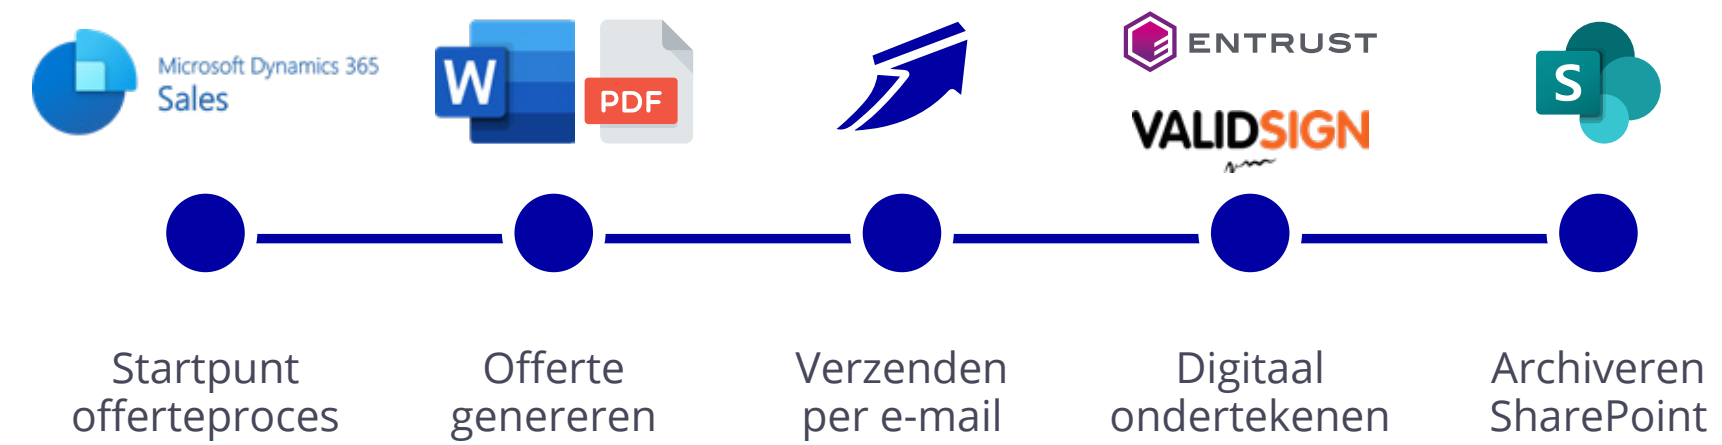 Microsoft Dynamics 365
Sales
W
PDF
ENTRUST
VALIDSIGN
S
Startpunt
offerteproces
Offerte
genereren
Verzenden
per e-mail
Digitaal
ondertekenen
Archiveren
SharePoint